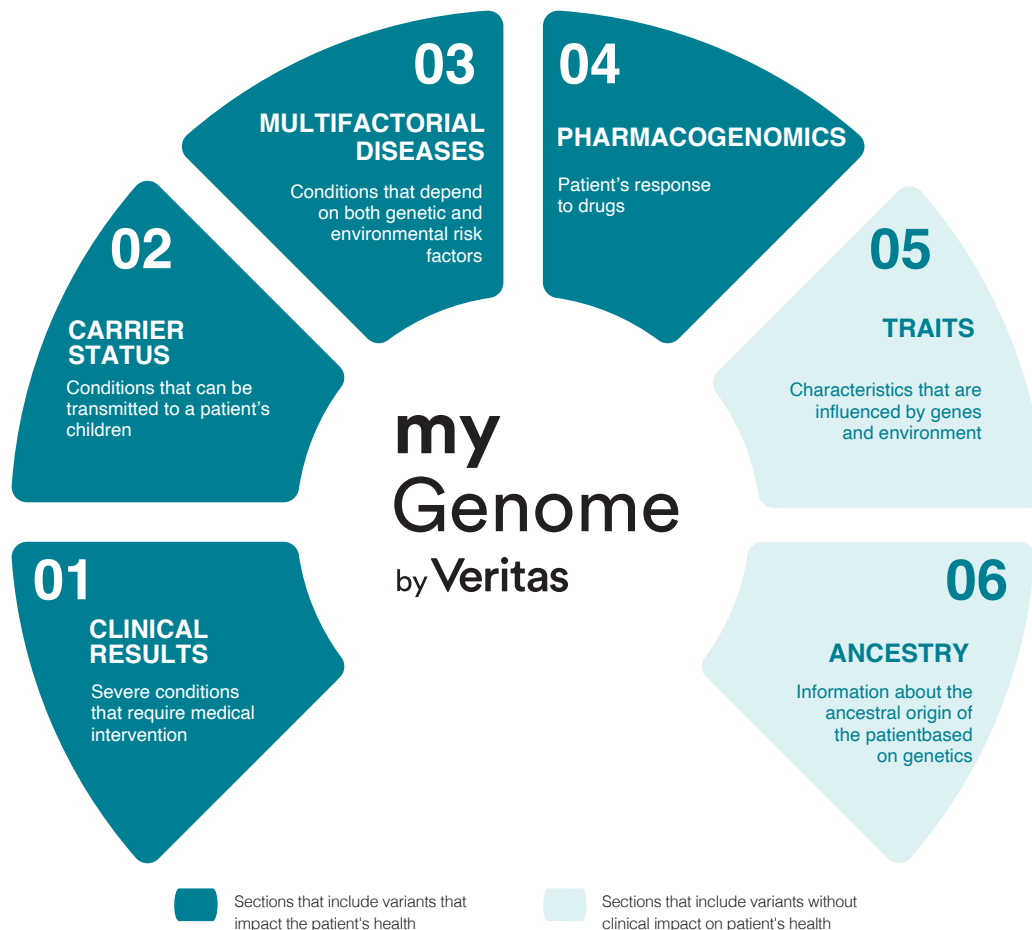 01
CLINICAL
RESULTS
Severe conditions
that require medical
intervention
02
CARRIER
STATUS
Conditions that can be
transmitted to a patient's
children
03
MULTIFACTORIAL
DISEASES
Conditions that depend
on both genetic and
environmental risk
factors
04
PHARMACOGENOMICS
Patient's response
to drugs
05
TRAITS
Characteristics that are
influenced by genes
and environment
06
ANCESTRY
Information about the
ancestral origin of
the patientbased
on genetics
my
Genome
by Veritas
Sections that include variants that
impact the patient's health
Sections that include variants without
clinical impact on patient's health